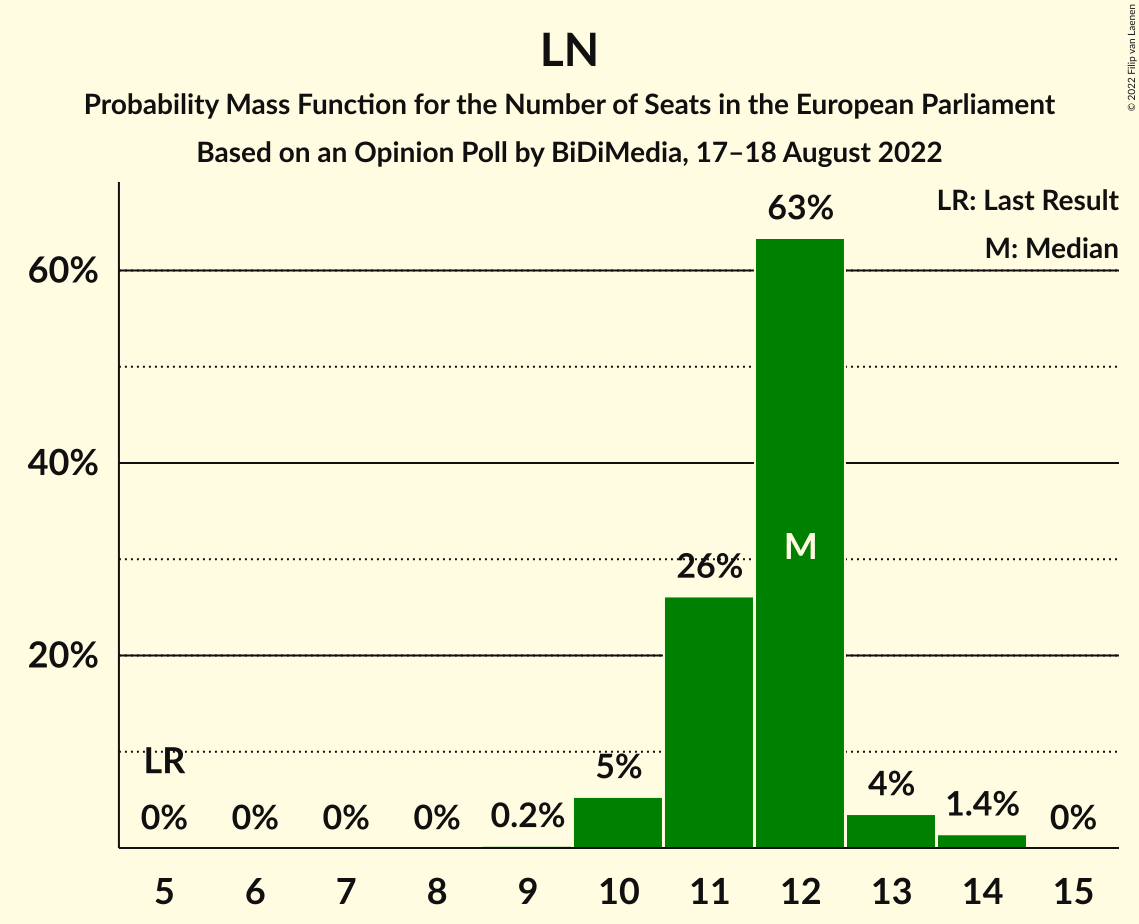 LN
Probability Mass Function for the Number of Seats in the European Parliament
Based on an Opinion Poll by BiDiMedia, 17–18 August 2022
© 2022 Filip van Laenen
LR: Last Result
M: Median
63%
60%
40%
M
26%
20%
LR
5%
4%
1.4%
0% 0% 0% 0% 0.2% 0%
5 6 7 8 9 10 11 12 13 14 15